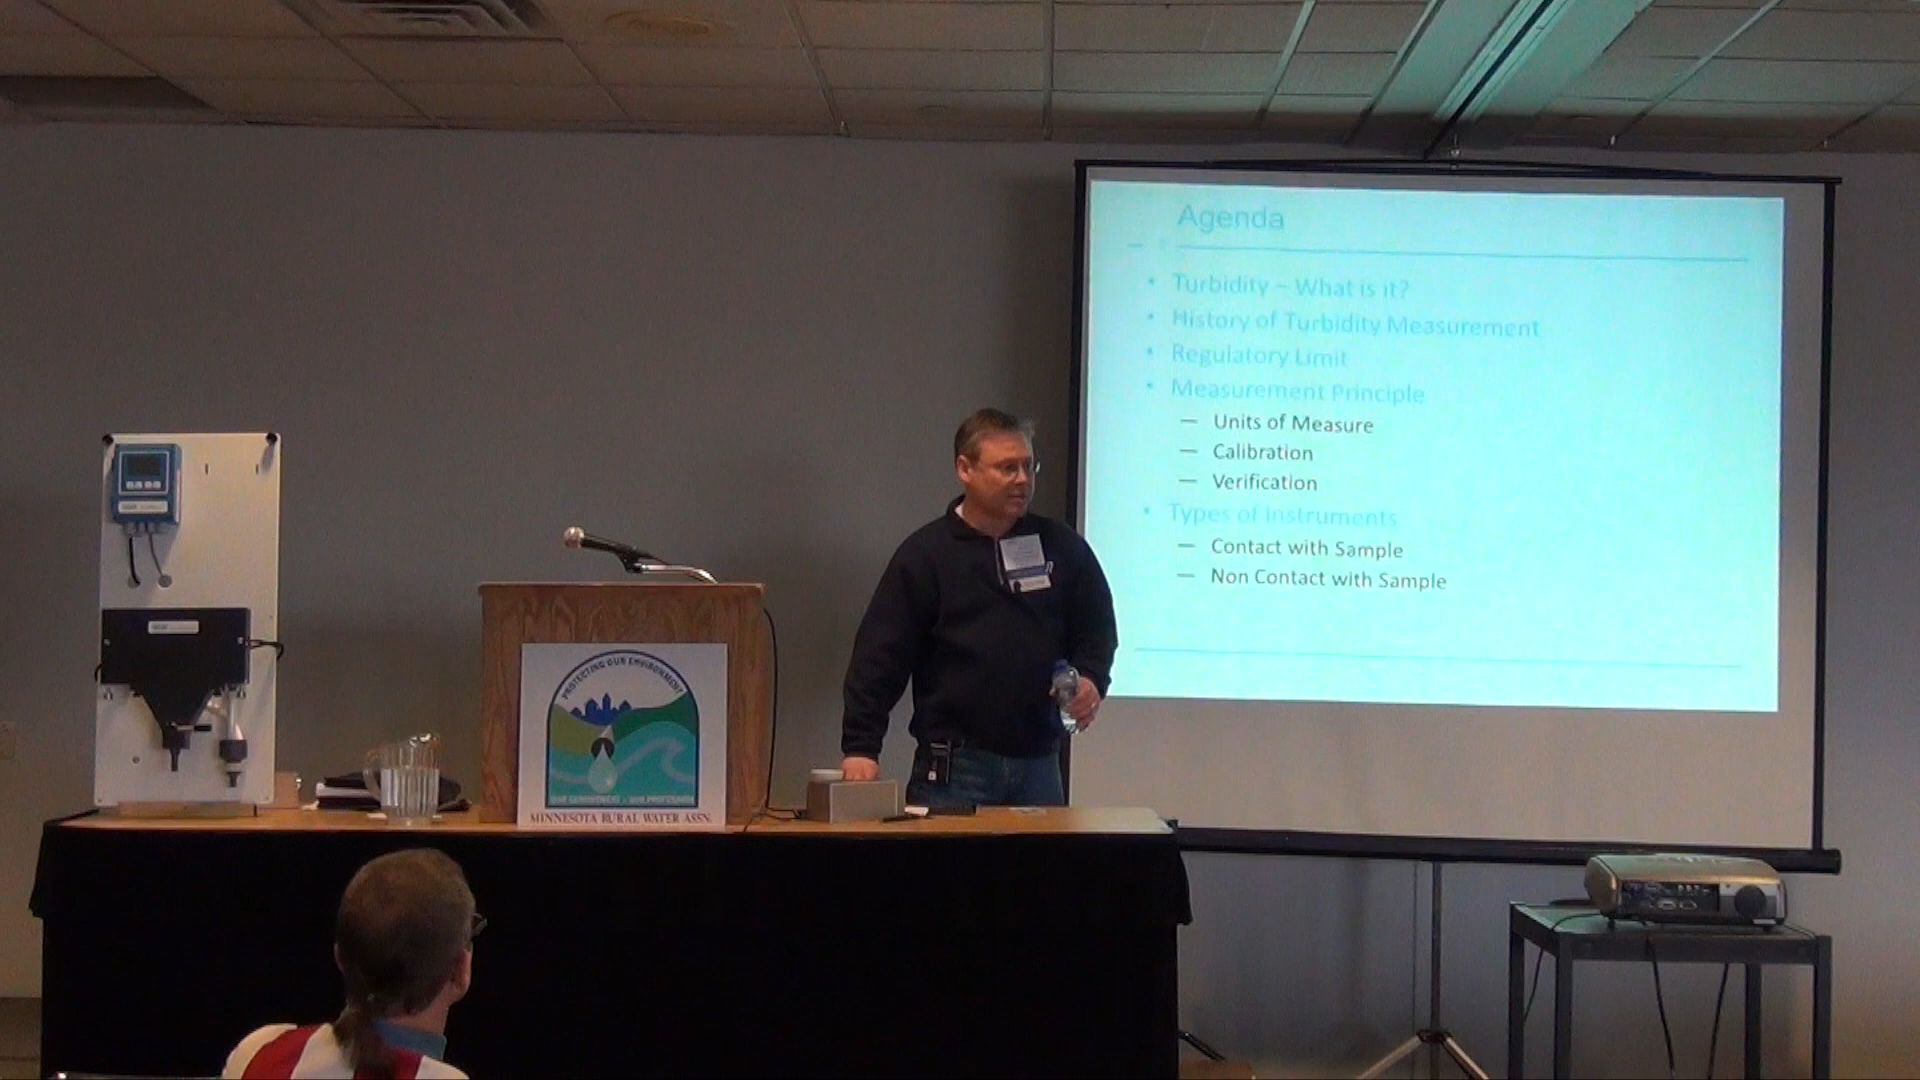 Agenda
• Turbidity – What is it?
• History of Turbidity Measurement
• Regulatory Limit
• Measurement Principle
— Units of Measure
— Calibration
— Verification
• Types of Instruments
— Contact with Sample
— Non Contact with Sample
PROTECTING OUR ENVIRONMENT
MINNESOTA RURAL WATER ASSN.